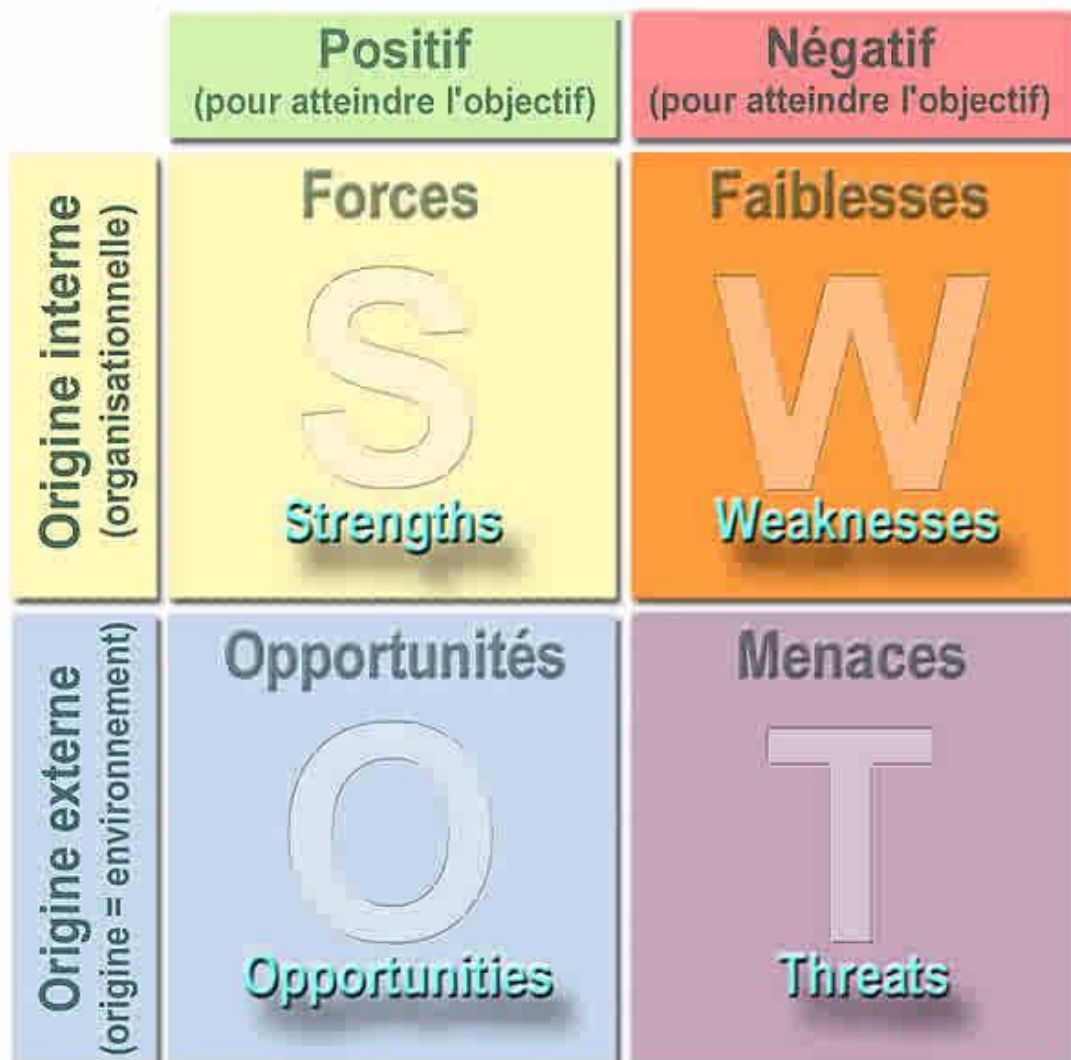 Positif
(pour atteindre l'objectif)
Négatif
(pour atteindre l'objectif)
Origine interne
(organisationnelle)
Forces
S
Strengths
Faiblesses
W
Weaknesses
Origine externe
(origine = environnement)
Opportunités
O
Opportunities
Menaces
T
Threats